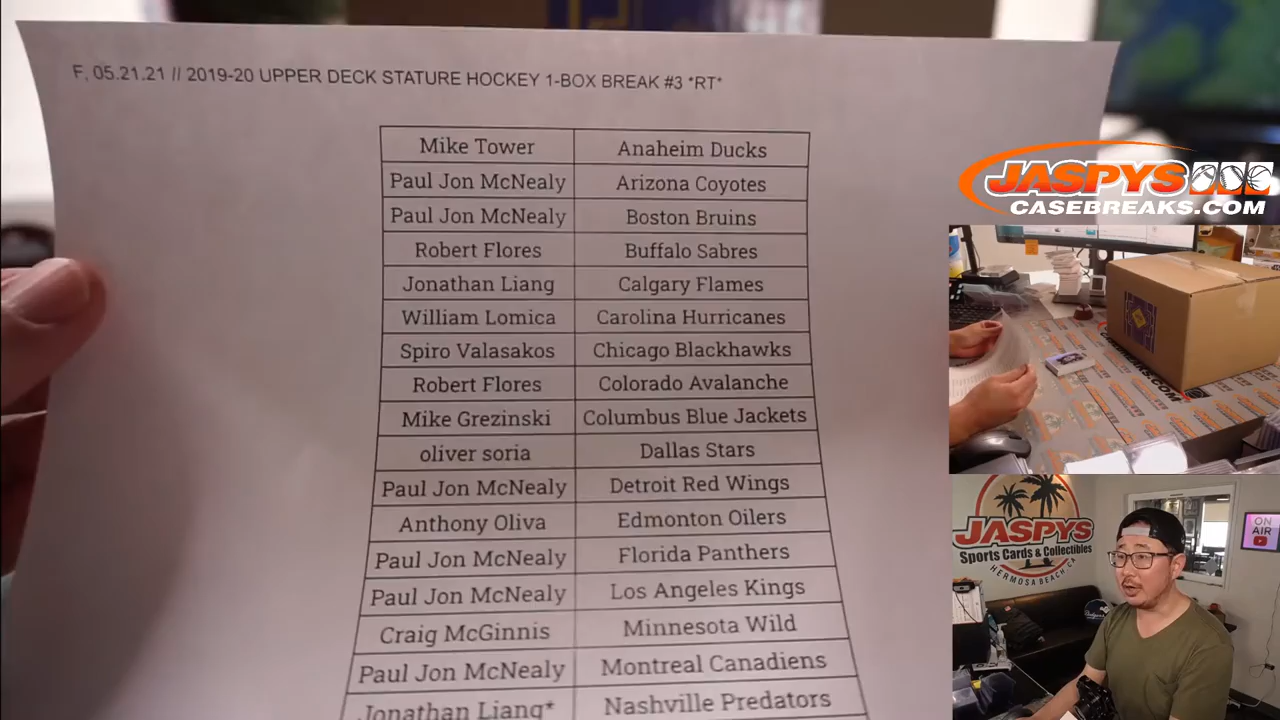 F, 05.21.21 // 2019-20 UPPER DECK STATURE HOCKEY 1-BOX BREAK #3 *RT*
Mike Tower Anaheim Ducks
Paul Jon McNealy Arizona Coyotes
Paul Jon McNealy Boston Bruins
Robert Flores Buffalo Sabres
Jonathan Liang Calgary Flames
William Lomica Carolina Hurricanes
Spiro Valasakos Chicago Blackhawks
Robert Flores Colorado Avalanche
Mike Grezinski Columbus Blue Jackets
oliver soria Dallas Stars
Paul Jon McNealy Detroit Red Wings
Anthony Oliva Edmonton Oilers
Paul Jon McNealy Florida Panthers
Paul Jon McNealy Los Angeles Kings
Craig McGinnis Minnesota Wild
Paul Jon McNealy Montreal Canadiens
Jonathan Liang* Nashville Predators
JASPYS
CASEBREAKS.COM
JASPYS
Sports Cards & Collectibles
HERMOSA BEACH CA
ON
AIR